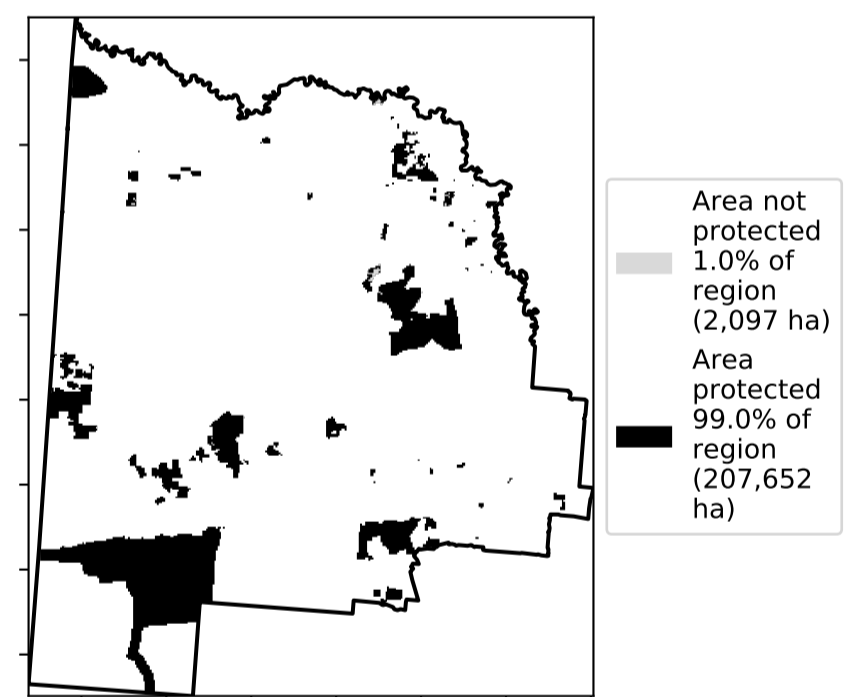 Area not
protected
1.0% of
region
(2,097 ha)
Area
protected
99.0% of
region
(207,652
ha)